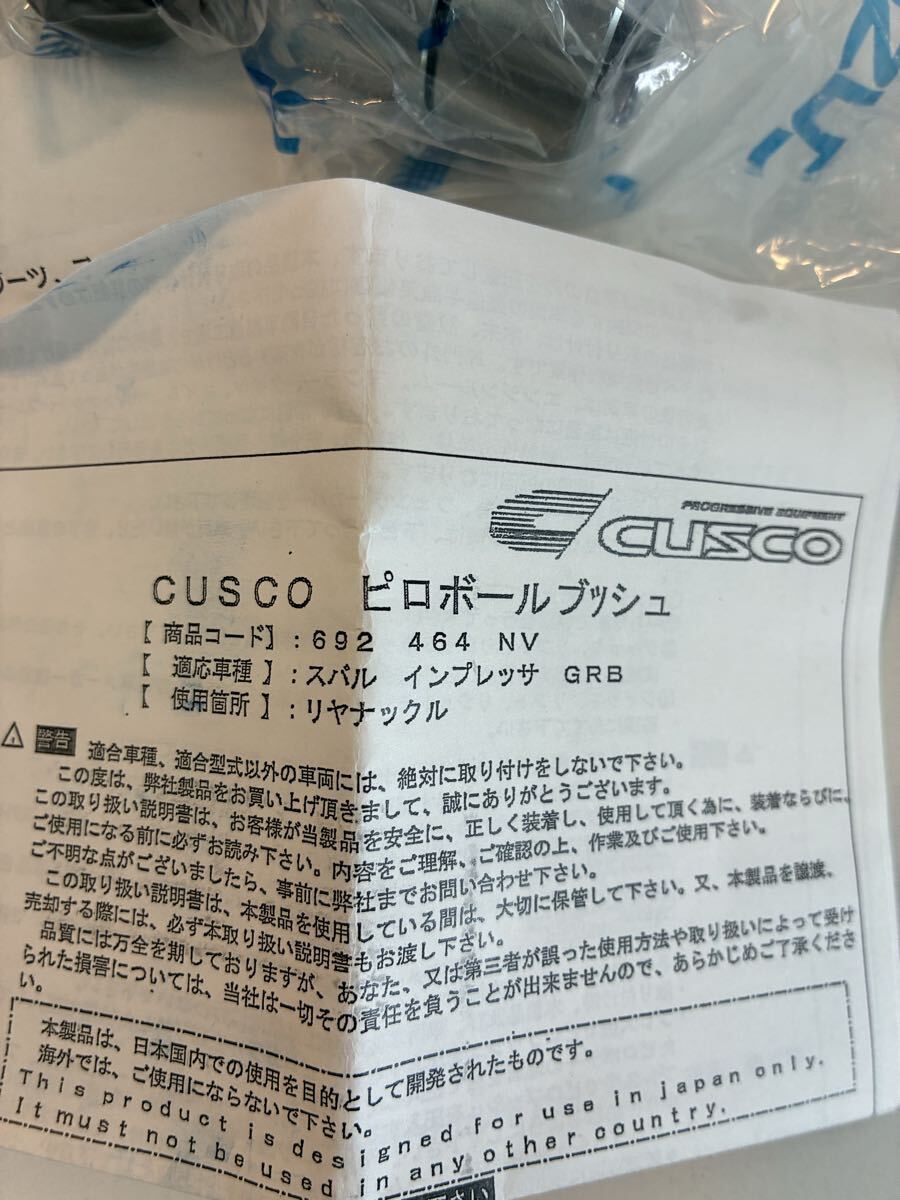 PROGRESSIVE EQUIPMENT
CUSCO
CUSCO ピロボールブッシュ
【 商品コード】:692 464 NV
【 適応車種 】:スバル インプレッサ GRB
【 使用箇所 】:リヤナックル
⚠ 警告 適合車種、適合型式以外の車両には、絶対に取り付けをしないで下さい。
この度は、弊社製品をお買い上げ頂きまして、誠にありがとうございます。
この取り扱い説明書は、お客様が当製品を安全に、正しく装着し、使用して頂く為に、装着ならびに、
ご使用になる前に必ずお読み下さい。内容をご理解、ご確認の上、作業及びご使用下さい。
ご不明な点がございましたら、事前に弊社までお問い合わせ下さい。
この取り扱い説明書は、本製品を使用している間は、大切に保管して下さい。又、本製品を譲渡、
売却する際には、必ず本取り扱い説明書もお渡し下さい。
品質には万全を期しておりますが、あなた、又は第三者が誤った使用方法や取り扱いによって受け
られた損害については、当社は一切その責任を負うことが出来ませんので、あらかじめご了承くださ
い。
本製品は、日本国内での使用を目的として開発されたものです。
海外では、ご使用にならないで下さい。
This product is designed for use in japan only.
It must not be used in any other country.